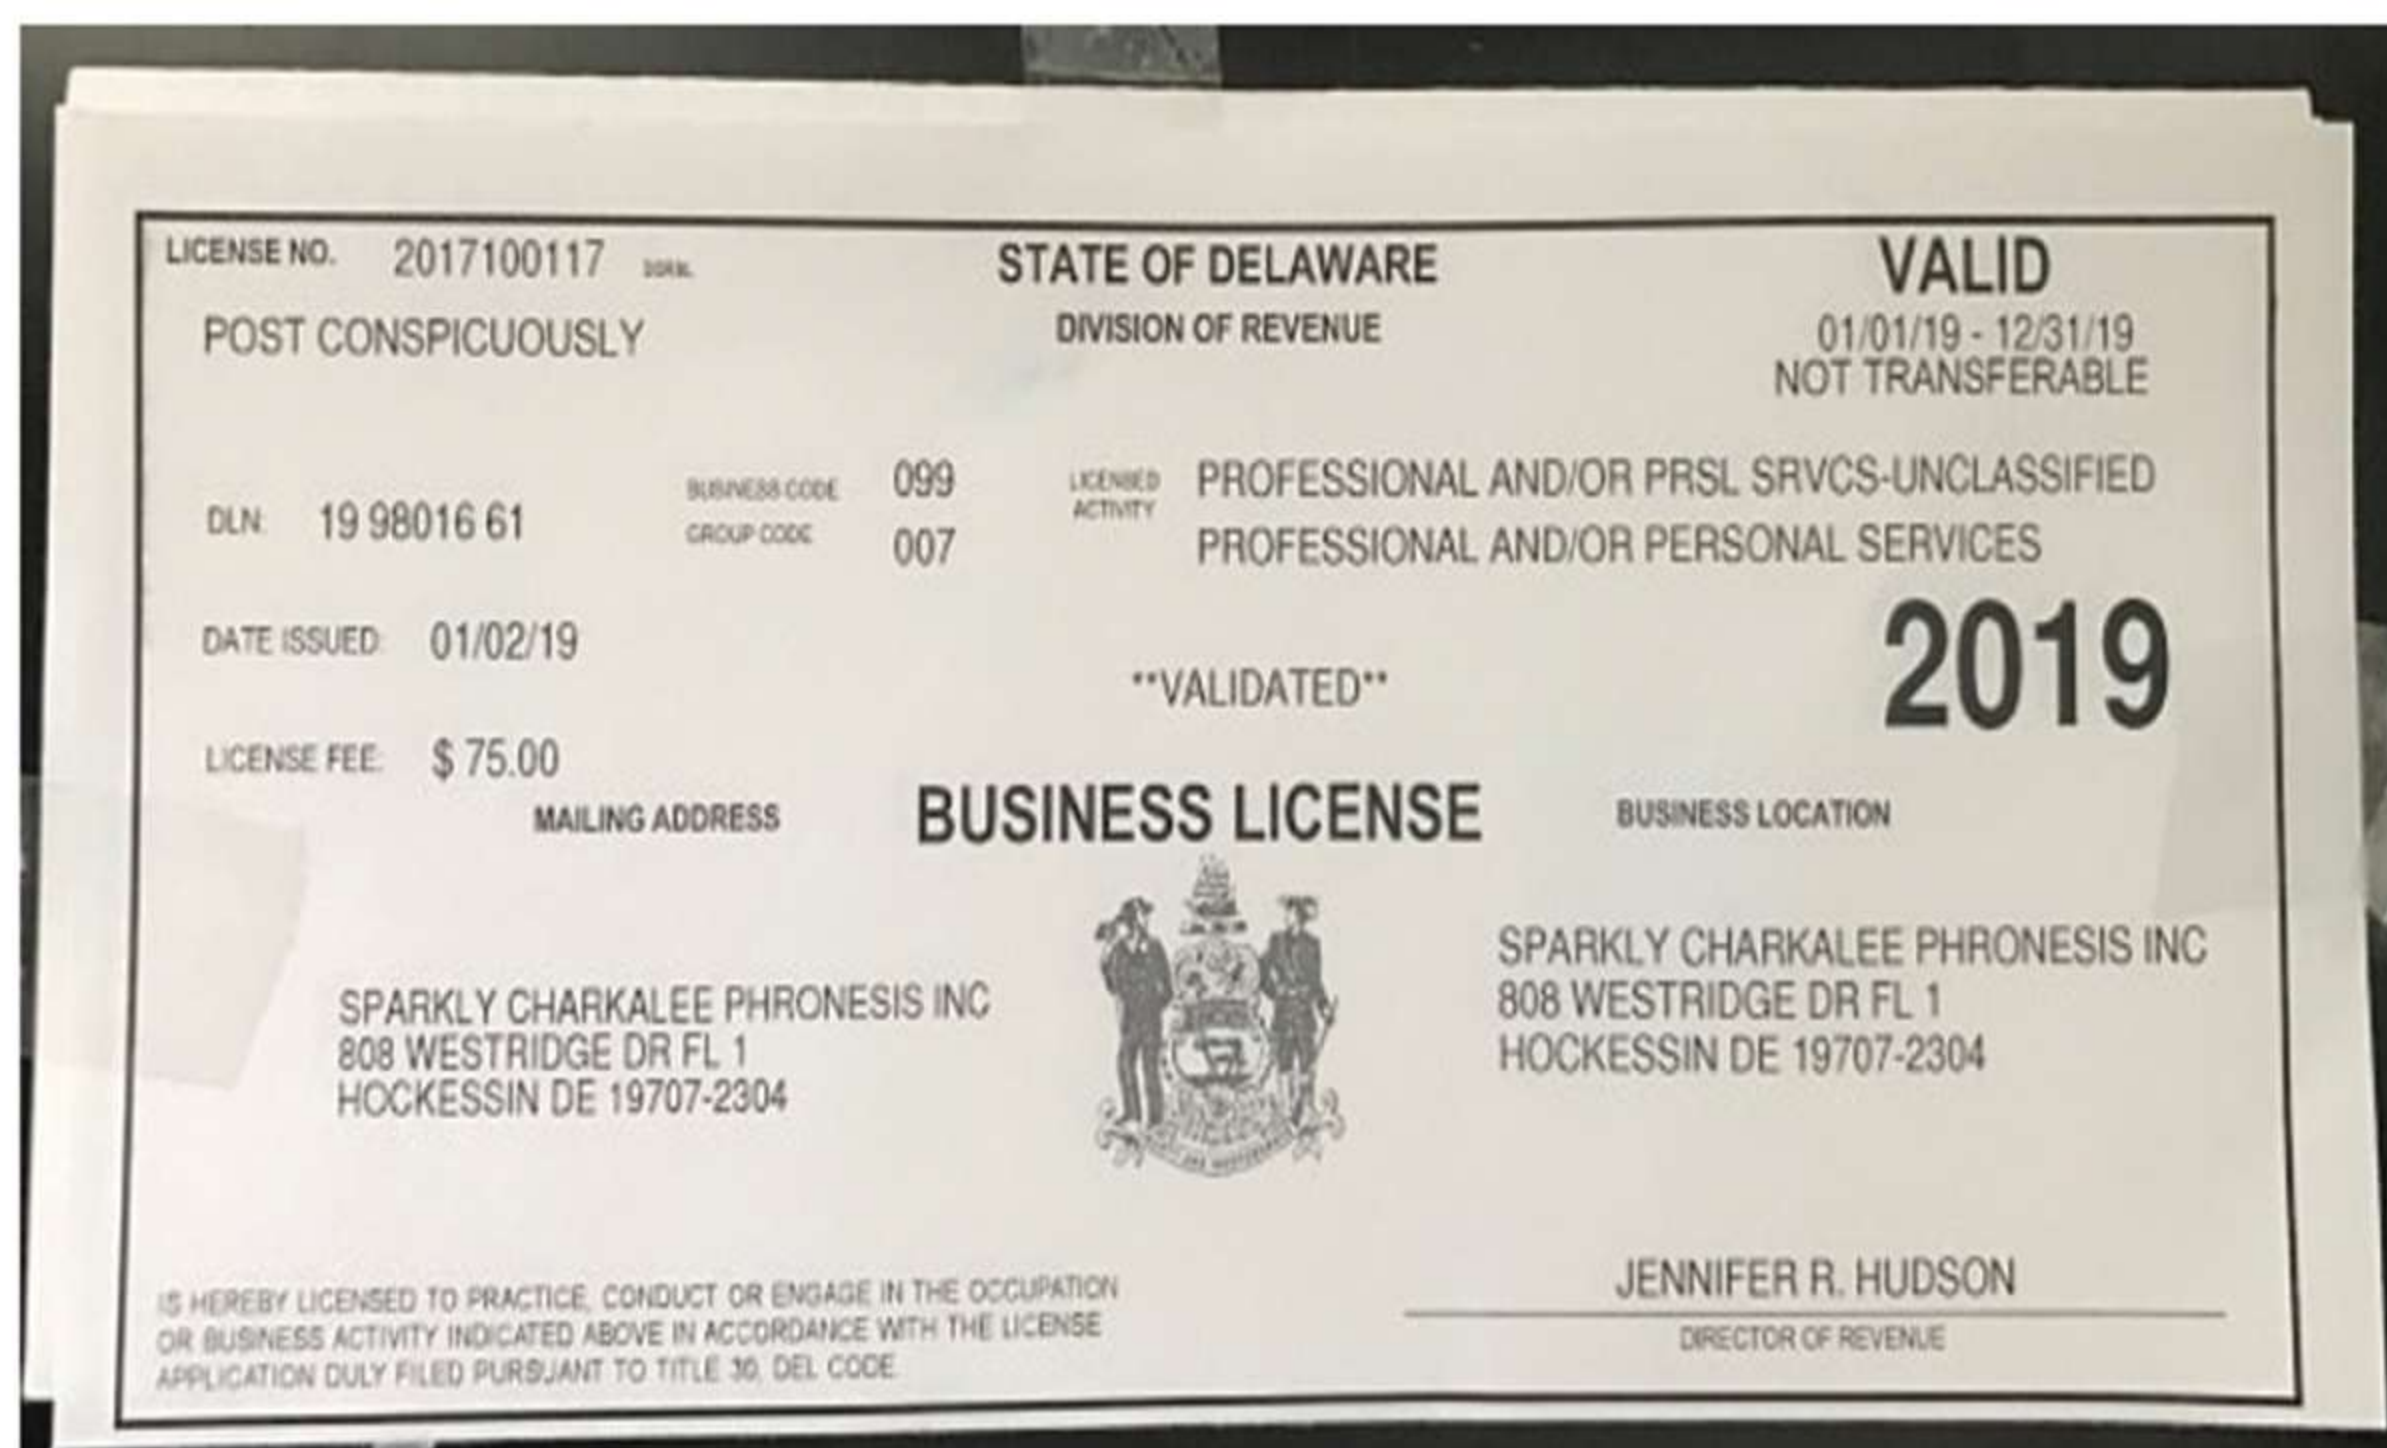 LICENSE NO. 2017100117
STATE OF DELAWARE
VALID
POST CONSPICUOUSLY
DIVISION OF REVENUE
01/01/19 - 12/31/19
NOT TRANSFERABLE
DLN: 19 98016 61
BUSINESS CODE 099
GROUP CODE 007
LICENSED
ACTIVITY
PROFESSIONAL AND/OR PRSL SRVCS-UNCLASSIFIED
PROFESSIONAL AND/OR PERSONAL SERVICES
DATE ISSUED: 01/02/19
**VALIDATED**
2019
LICENSE FEE: $ 75.00
MAILING ADDRESS
BUSINESS LICENSE
BUSINESS LOCATION
SPARKLY CHARKALEE PHRONESIS INC
808 WESTRIDGE DR FL 1
HOCKESSIN DE 19707-2304
SPARKLY CHARKALEE PHRONESIS INC
808 WESTRIDGE DR FL 1
HOCKESSIN DE 19707-2304
IS HEREBY LICENSED TO PRACTICE, CONDUCT OR ENGAGE IN THE OCCUPATION
OR BUSINESS ACTIVITY INDICATED ABOVE IN ACCORDANCE WITH THE LICENSE
APPLICATION DULY FILED PURSUANT TO TITLE 30, DEL CODE.
JENNIFER R. HUDSON
DIRECTOR OF REVENUE